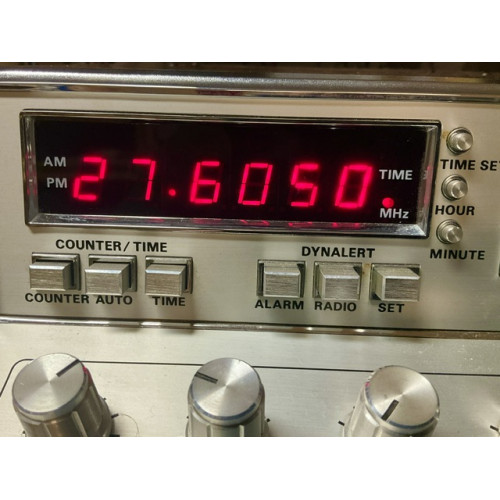 AM
PM
27.6050.
TIME
MHz
TIME SET
HOUR
MINUTE
COUNTER/TIME
COUNTER AUTO TIME
DYNALERT
ALARM RADIO SET